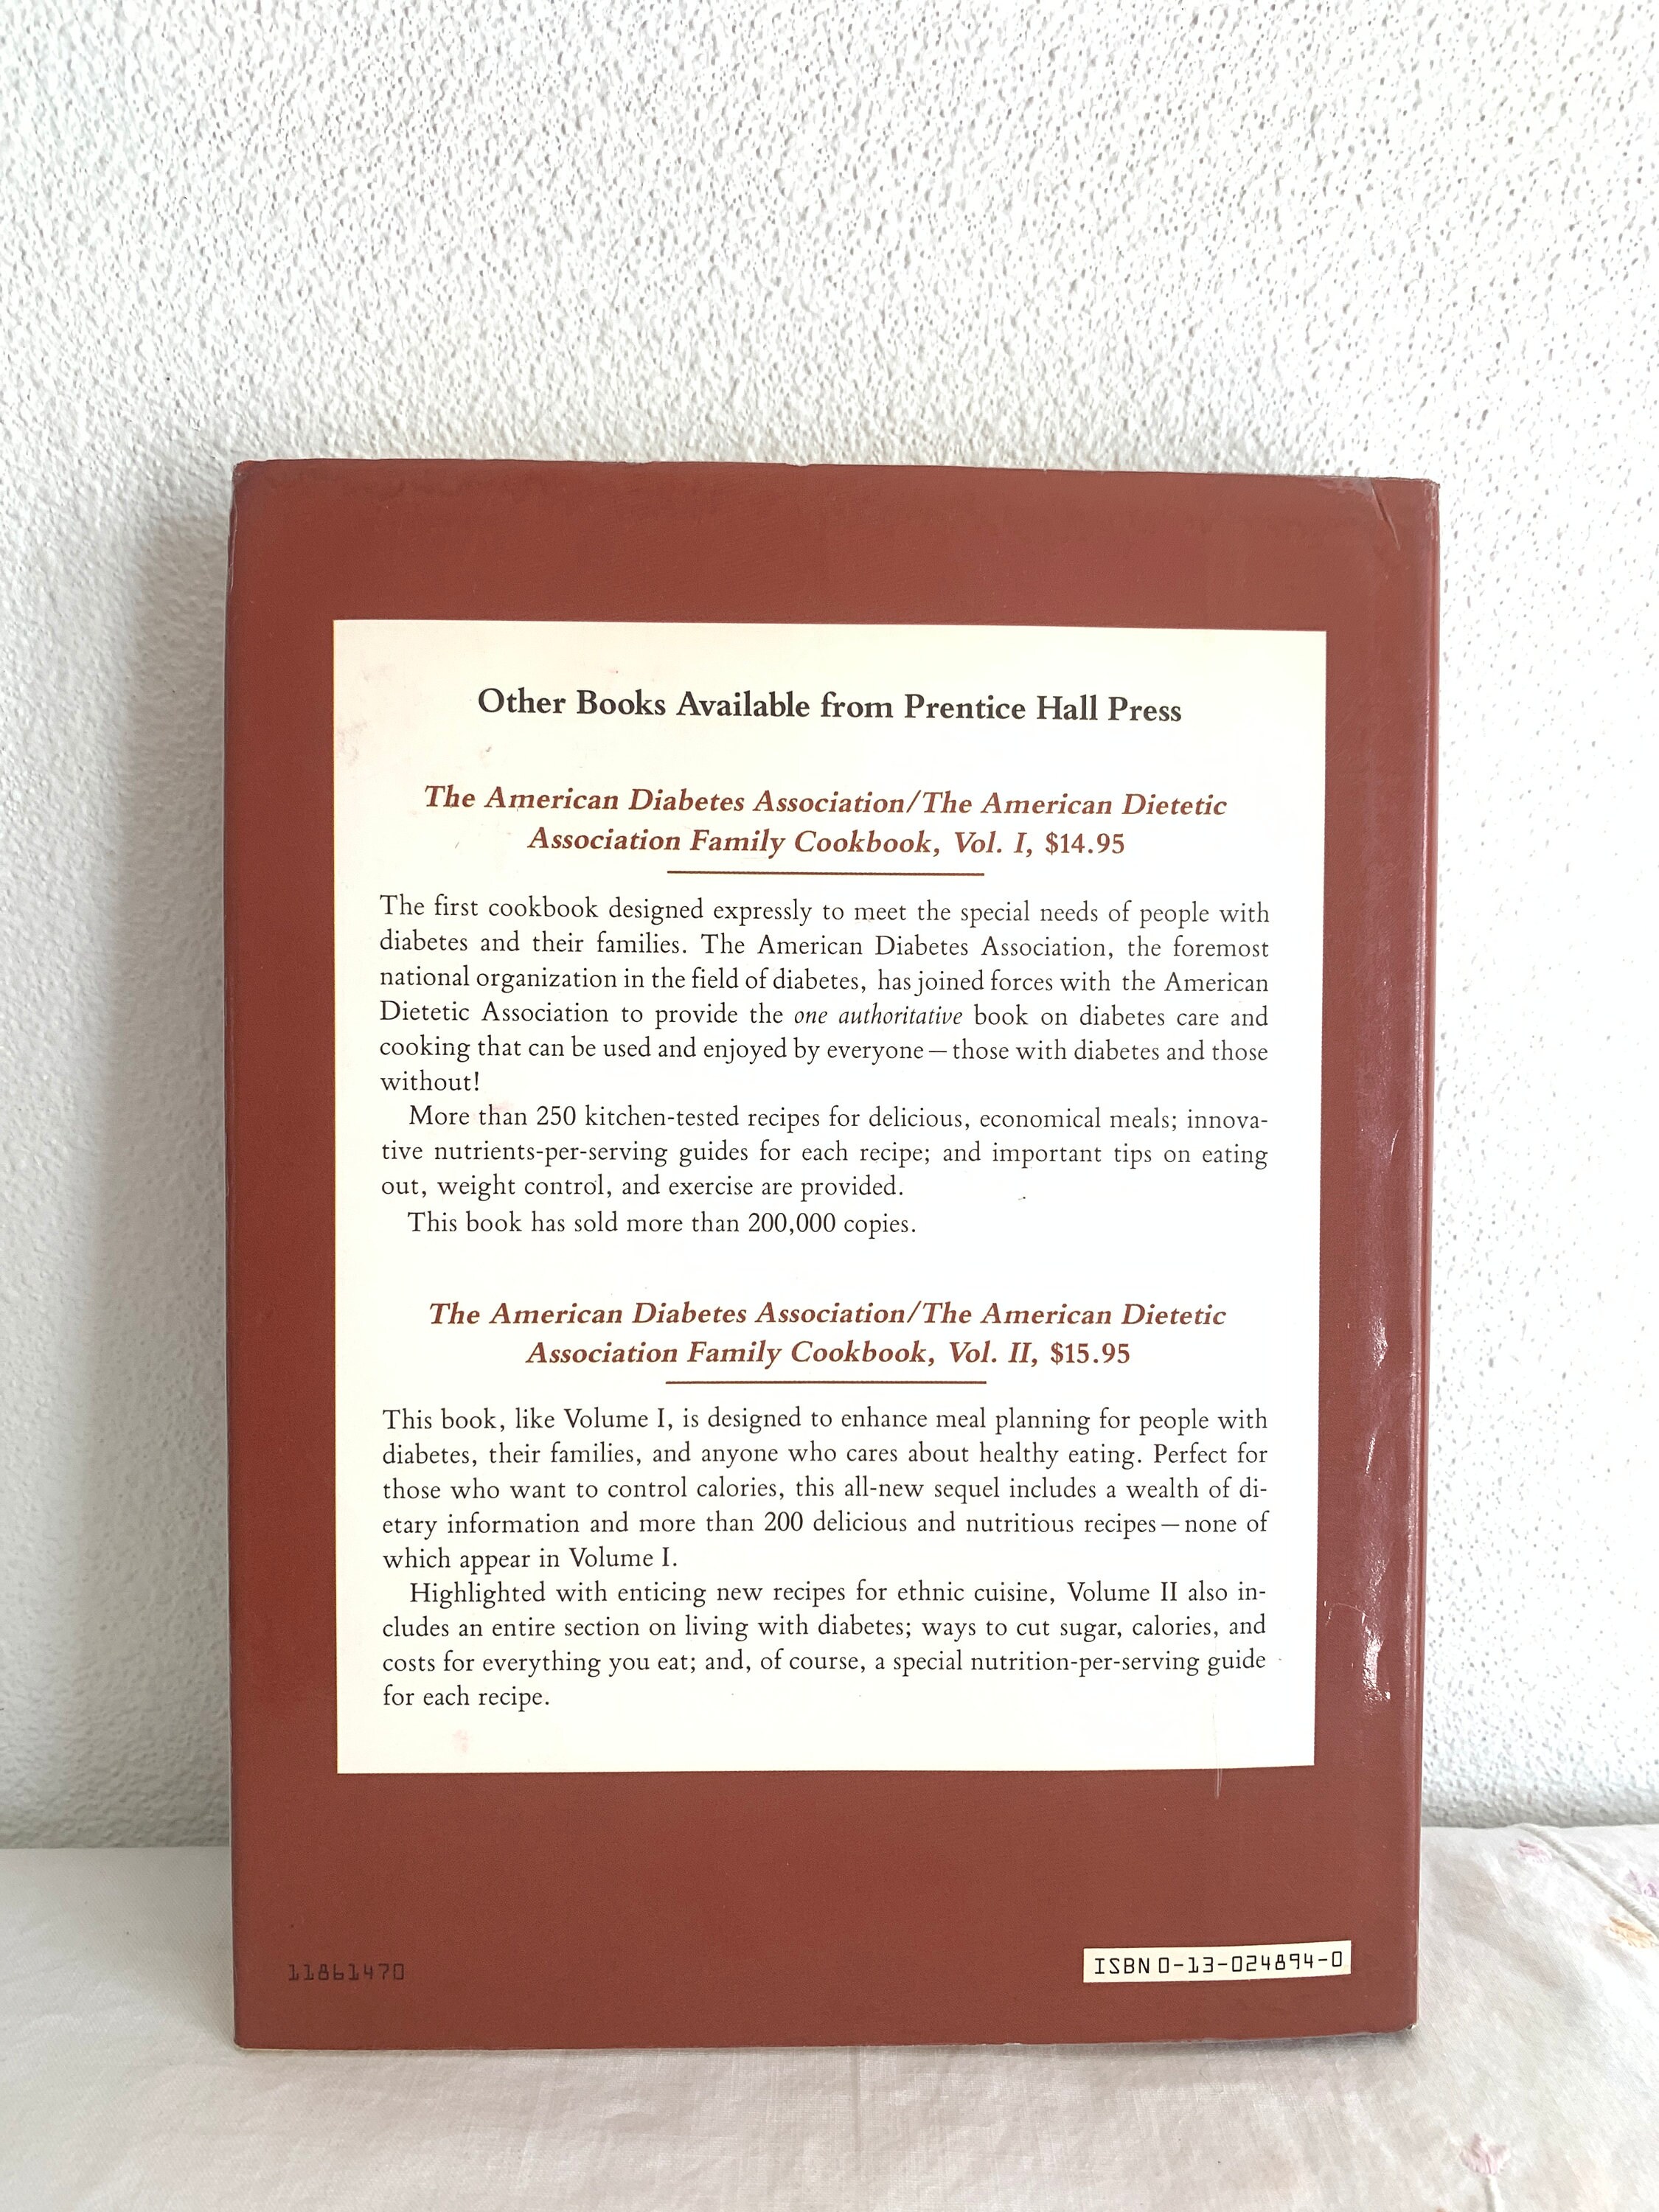 Other Books Available from Prentice Hall Press
The American Diabetes Association/The American Dietetic
Association Family Cookbook, Vol. I, $14.95
The first cookbook designed expressly to meet the special needs of people with
diabetes and their families. The American Diabetes Association, the foremost
national organization in the field of diabetes, has joined forces with the American
Dietetic Association to provide the one authoritative book on diabetes care and
cooking that can be used and enjoyed by everyone—those with diabetes and those
without!
More than 250 kitchen-tested recipes for delicious, economical meals; innova-
tive nutrients-per-serving guides for each recipe; and important tips on eating
out, weight control, and exercise are provided.
This book has sold more than 200,000 copies.
The American Diabetes Association/The American Dietetic
Association Family Cookbook, Vol. II, $15.95
This book, like Volume I, is designed to enhance meal planning for people with
diabetes, their families, and anyone who cares about healthy eating. Perfect for
those who want to control calories, this all-new sequel includes a wealth of di-
etary information and more than 200 delicious and nutritious recipes—none of
which appear in Volume I.
Highlighted with enticing new recipes for ethnic cuisine, Volume II also in-
cludes an entire section on living with diabetes; ways to cut sugar, calories, and
costs for everything you eat; and, of course, a special nutrition-per-serving guide
for each recipe.
11861470
ISBN 0-13-024894-0